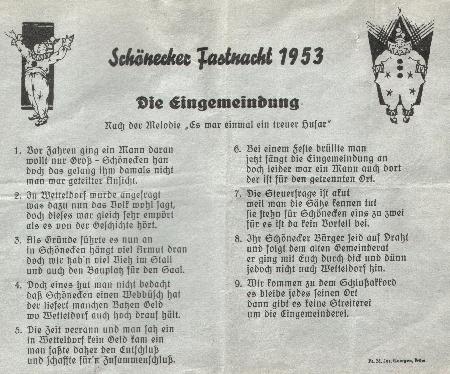 Schönecker Fastnacht 1953
Die Eingemeindung
Nach der Melodie „Es war einmal ein treuer Husar"
1. Vor Jahren ging ein Mann daran
wollt nur Groß - Schönecken han
doch das gelang ihm damals nicht
man war geteilter Ansicht.
2. In Wetteldorf wurde angefragt
was dazu nun das Volk wohl sagt,
doch dieses war gleich sehr empört
als es von der Geschichte hört.
3. Als Gründe führte es nun an
in Schönecken hängt viel Armut dran
doch wir hab'n viel Vieh im Stall
und auch den Bauplatz für den Saal.
4. Doch eines hat man nicht bedacht
daß Schönecken einen Webbüsch hat
der liefert manchen Batzen Geld
wo Wetteldorf auch hoch drauf hält.
5. Die Zeit verrann und man sah ein
in Wetteldorf kein Geld kam ein
man faßte daher den Entschluß
und schaffte für'n Zusammenschluß.
6. Bei einem Feste brüllte man
jetzt fängt die Eingemeindung an
doch leider war ein Mann auch dort
der ist für den getrennten Ort.
7. Die Steuerfrage ist akut
weil man die Sätze kennen tut
sie stehn für Schönecken eins zu zwei
für es ist da kein Vorteil bei.
8. Ihr Schönecker Bürger seid auf Draht
und folgt dem alten Gemeinderat
er ging mit Euch durch dick und dünn
jedoch nicht nach Wetteldorf hin.
9. Wir kommen zu dem Schlußakkord
es bleibe jedes seinen Ort
dann gibt es keine Streiterei
um die Eingemeinderei.
Fa. M. Jos. Goergen, Prüm